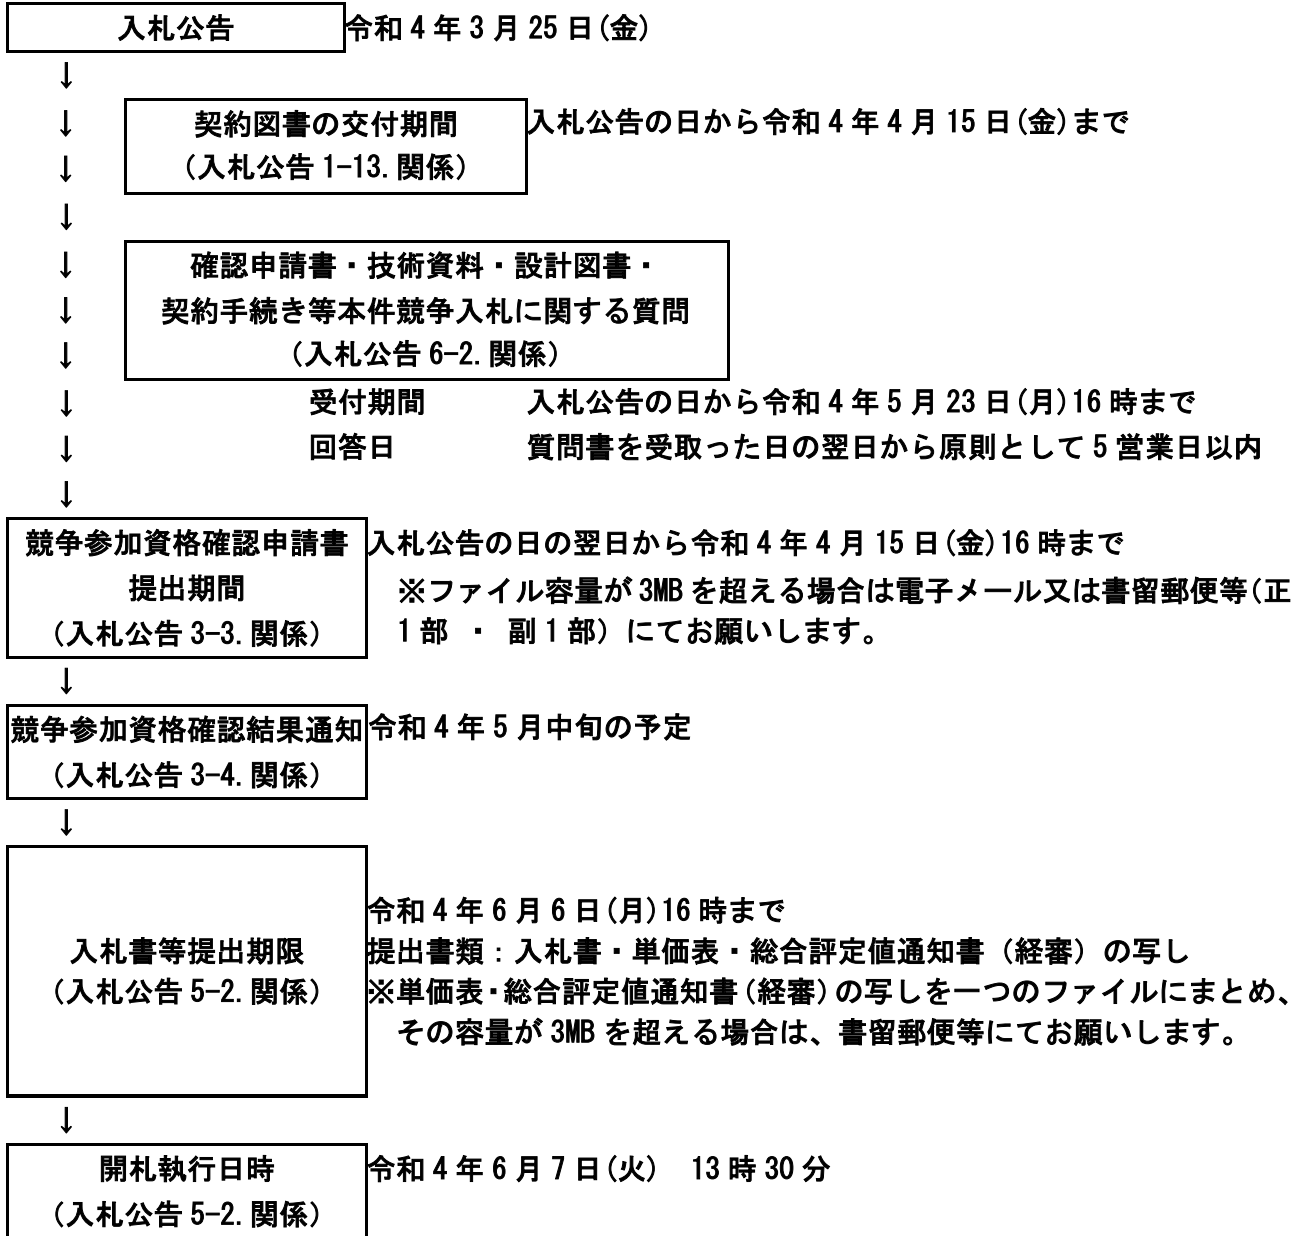 入札公告 令和4年3月25日(金)
↓
↓ 契約図書の交付期間 入札公告の日から令和4年4月15日(金)まで
↓ (入札公告1-13.関係)
↓
↓ 確認申請書・技術資料・設計図書・
↓ 契約手続き等本件競争入札に関する質問
↓ (入札公告6-2.関係)
↓ 受付期間 入札公告の日から令和4年5月23日(月)16時まで
↓ 回答日 質問書を受取った日の翌日から原則として5営業日以内
↓
競争参加資格確認申請書 入札公告の日の翌日から令和4年4月15日(金)16時まで
提出期間 ※ファイル容量が3MBを超える場合は電子メール又は書留郵便等(正
(入札公告3-3.関係) 1部 ・ 副1部)にてお願いします。
↓
競争参加資格確認結果通知 令和4年5月中旬の予定
(入札公告3-4.関係)
↓
令和4年6月6日(月)16時まで
入札書等提出期限 提出書類:入札書・単価表・総合評定値通知書(経審)の写し
(入札公告5-2.関係) ※単価表・総合評定値通知書(経審)の写しを一つのファイルにまとめ、
その容量が3MBを超える場合は、書留郵便等にてお願いします。
↓
開札執行日時 令和4年6月7日(火) 13時30分
(入札公告5-2.関係)